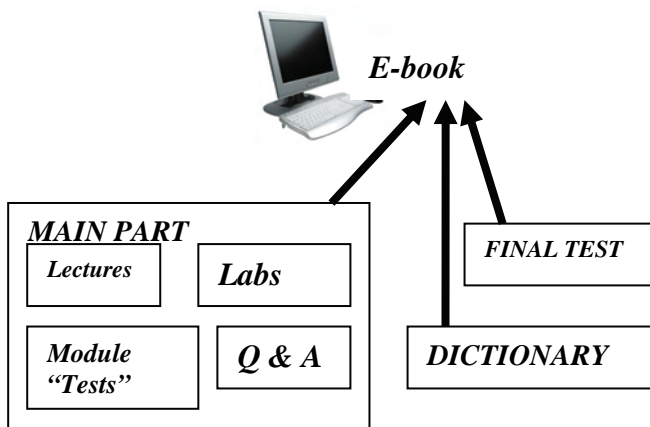 E-book
MAIN PART
Lectures
Labs
Module
“Tests”
Q & A
FINAL TEST
DICTIONARY